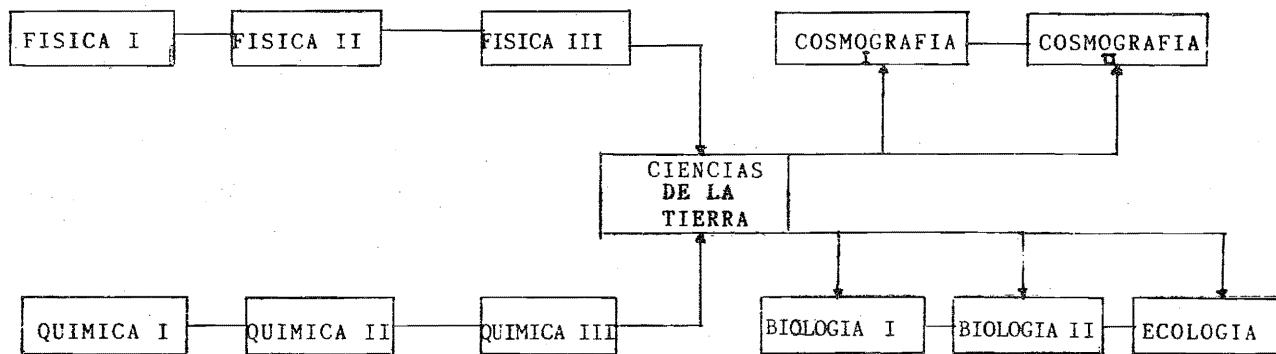 FISICA I
FISICA II
FISICA III
COSMOGRAFIA
I
COSMOGRAFIA
II
CIENCIAS
DE LA
TIERRA
QUIMICA I
QUIMICA II
QUIMICA III
BIOLOGIA I
BIOLOGIA II
ECOLOGIA